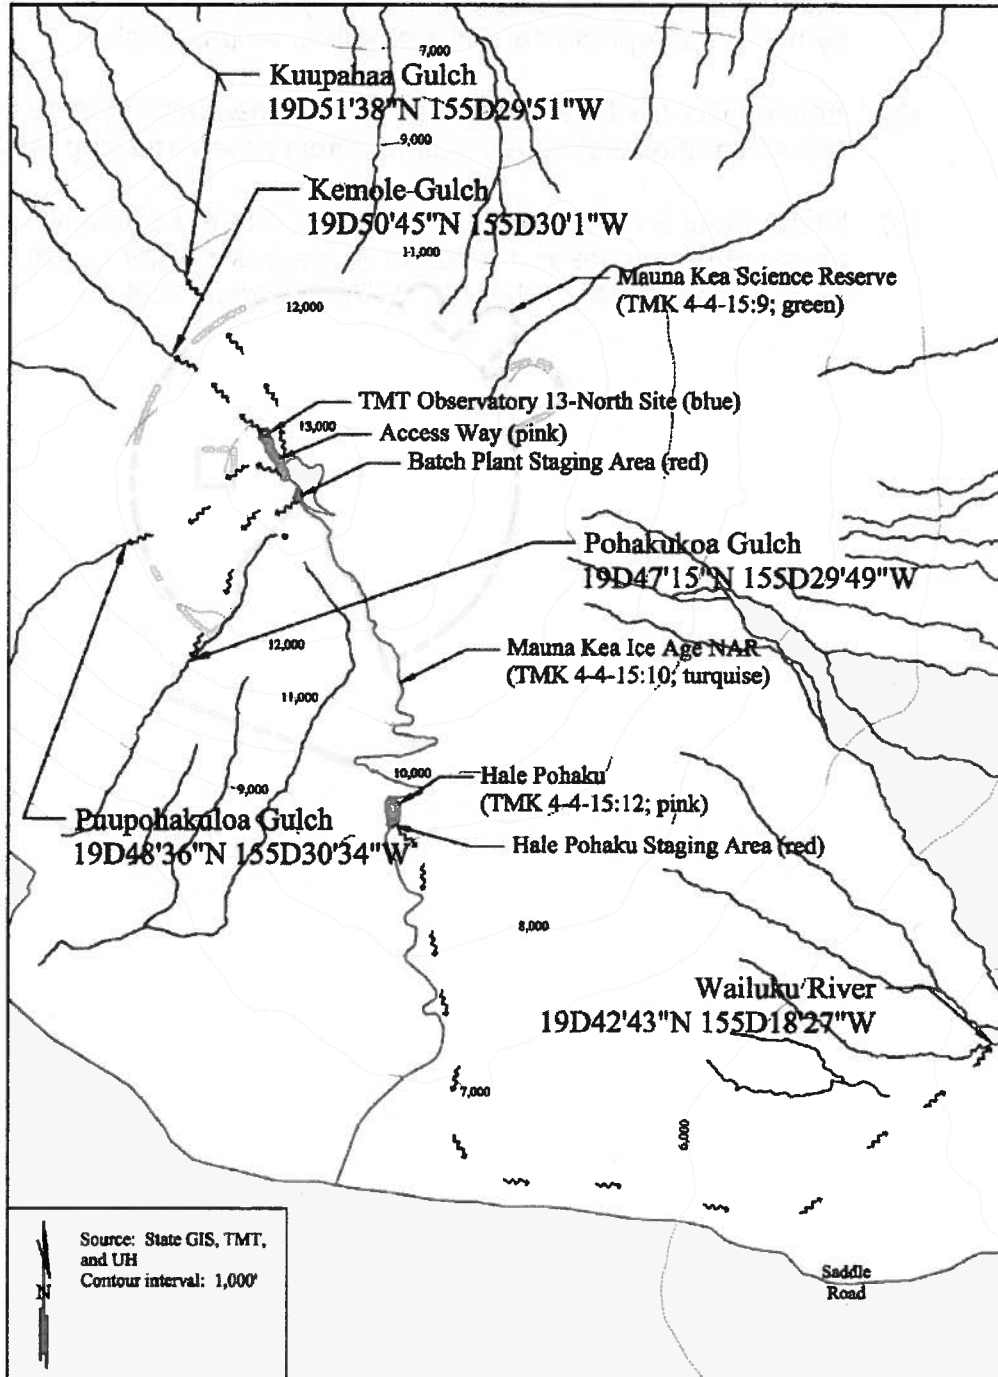 7,000
Kuupahaa Gulch
19D51'38"N 155D29'51"W
9,000
Kemole Gulch
19D50'45"N 155D30'1"W
11,000
Mauna Kea Science Reserve
(TMK 4-4-15:9; green)
12,000
TMT Observatory 13-North Site (blue)
13,000
Access Way (pink)
Batch Plant Staging Area (red)
Pohakukoa Gulch
19D47'15"N 155D29'49"W
12,000
Mauna Kea Ice Age NAR
(TMK 4-4-15:10; turquise)
11,000
10,000
Hale Pohaku
(TMK 4-4-15:12; pink)
9,000
Puupohakuloa Gulch
19D48'36"N 155D30'34"W
Hale Pohaku Staging Area (red)
8,000
Wailuku River
19D42'43"N 155D18'27"W
7,000
6,000
Source: State GIS, TMT,
and UH
Contour interval: 1,000'
N
Saddle
Road